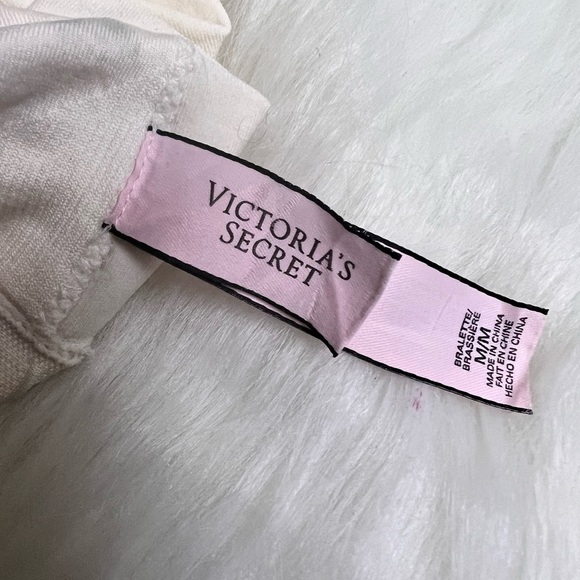 VICTORIA'S
SECRET
BRALETTE/
BRASSIÈRE
M/M
MADE IN CHINA
FAIT EN CHINE
HECHO EN CHINA